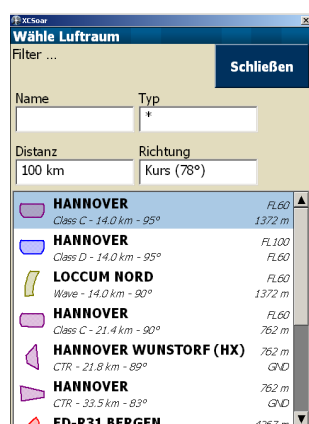 XCSoar
Wähle Luftraum
Filter ...
Schließen
Name Typ
*
Distanz Richtung
100 km Kurs (78°)
HANNOVER FL60
Class C - 14.0 km - 95° 1372 m
HANNOVER FL100
Class D - 14.0 km - 95° FL60
LOCCUM NORD FL60
Wave - 14.0 km - 90° 1372 m
HANNOVER FL60
Class C - 21.4 km - 90° 762 m
HANNOVER WUNSTORF (HX) 762 m
CTR - 21.8 km - 89° GND
HANNOVER 762 m
CTR - 33.5 km - 83° GND
ED-R31 BERGEN